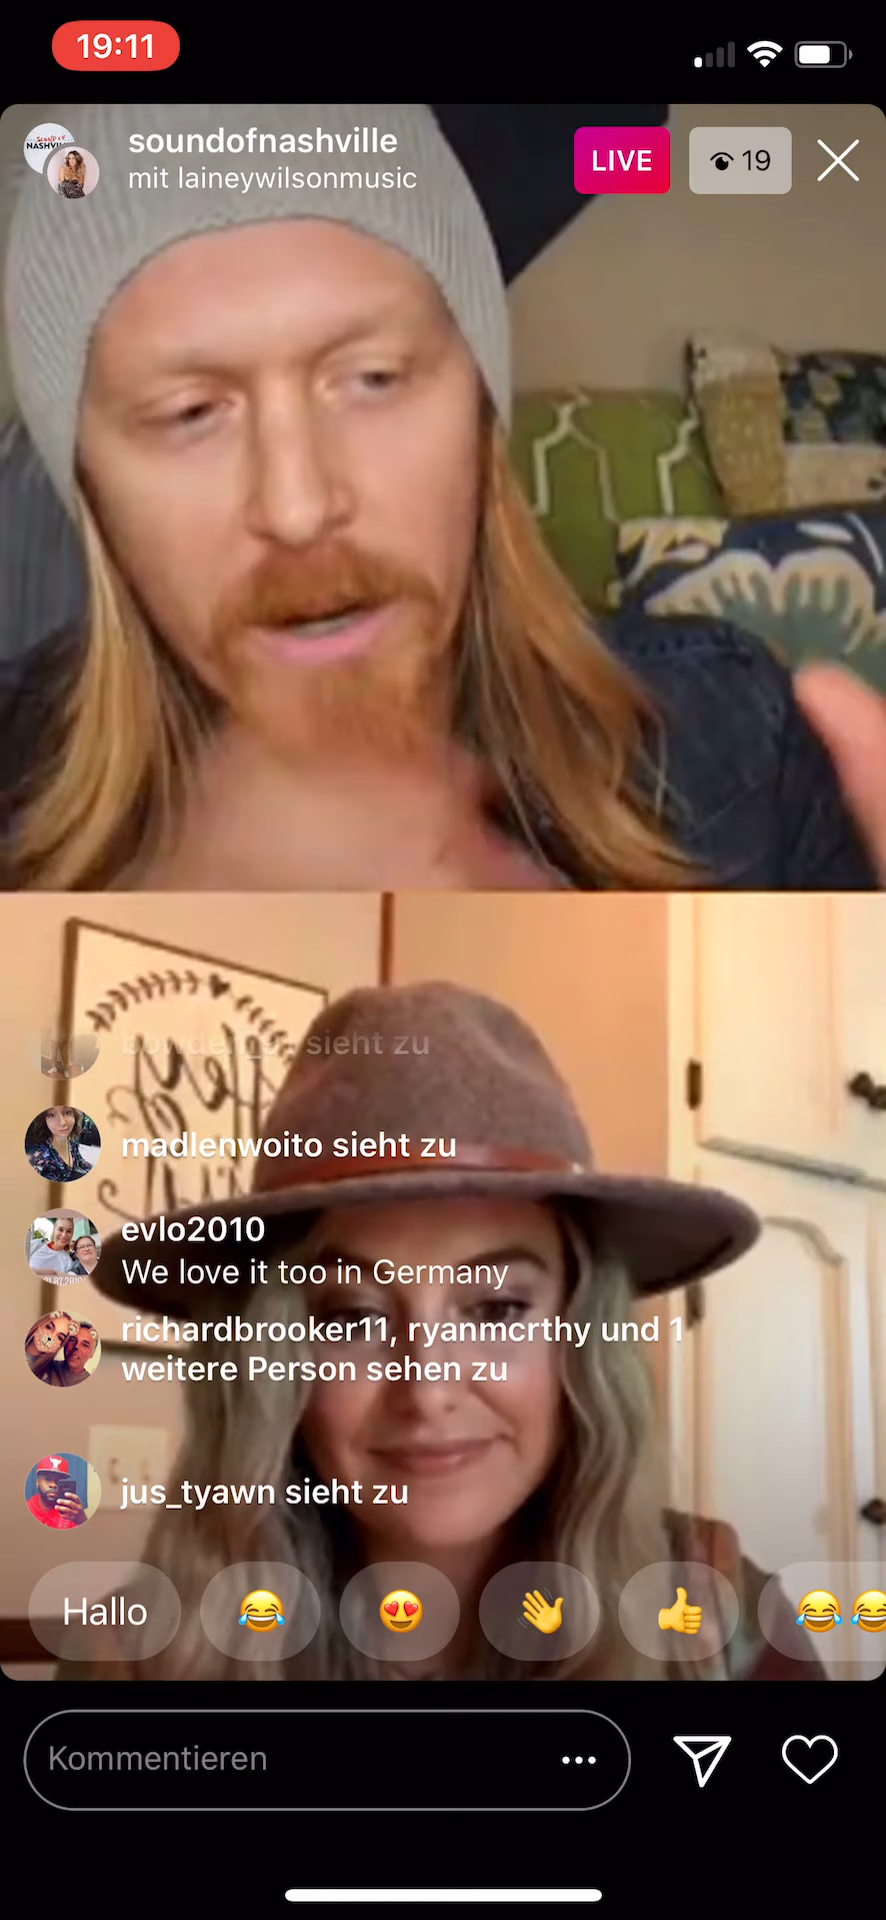 19:11
soundofnashville
mit laineywilsonmusic
LIVE
19
sieht zu
madlenwoito sieht zu
evlo2010
We love it too in Germany
richardbrooker11, ryanmcrthy und 1
weitere Person sehen zu
jus_tyawn sieht zu
Hallo
Kommentieren